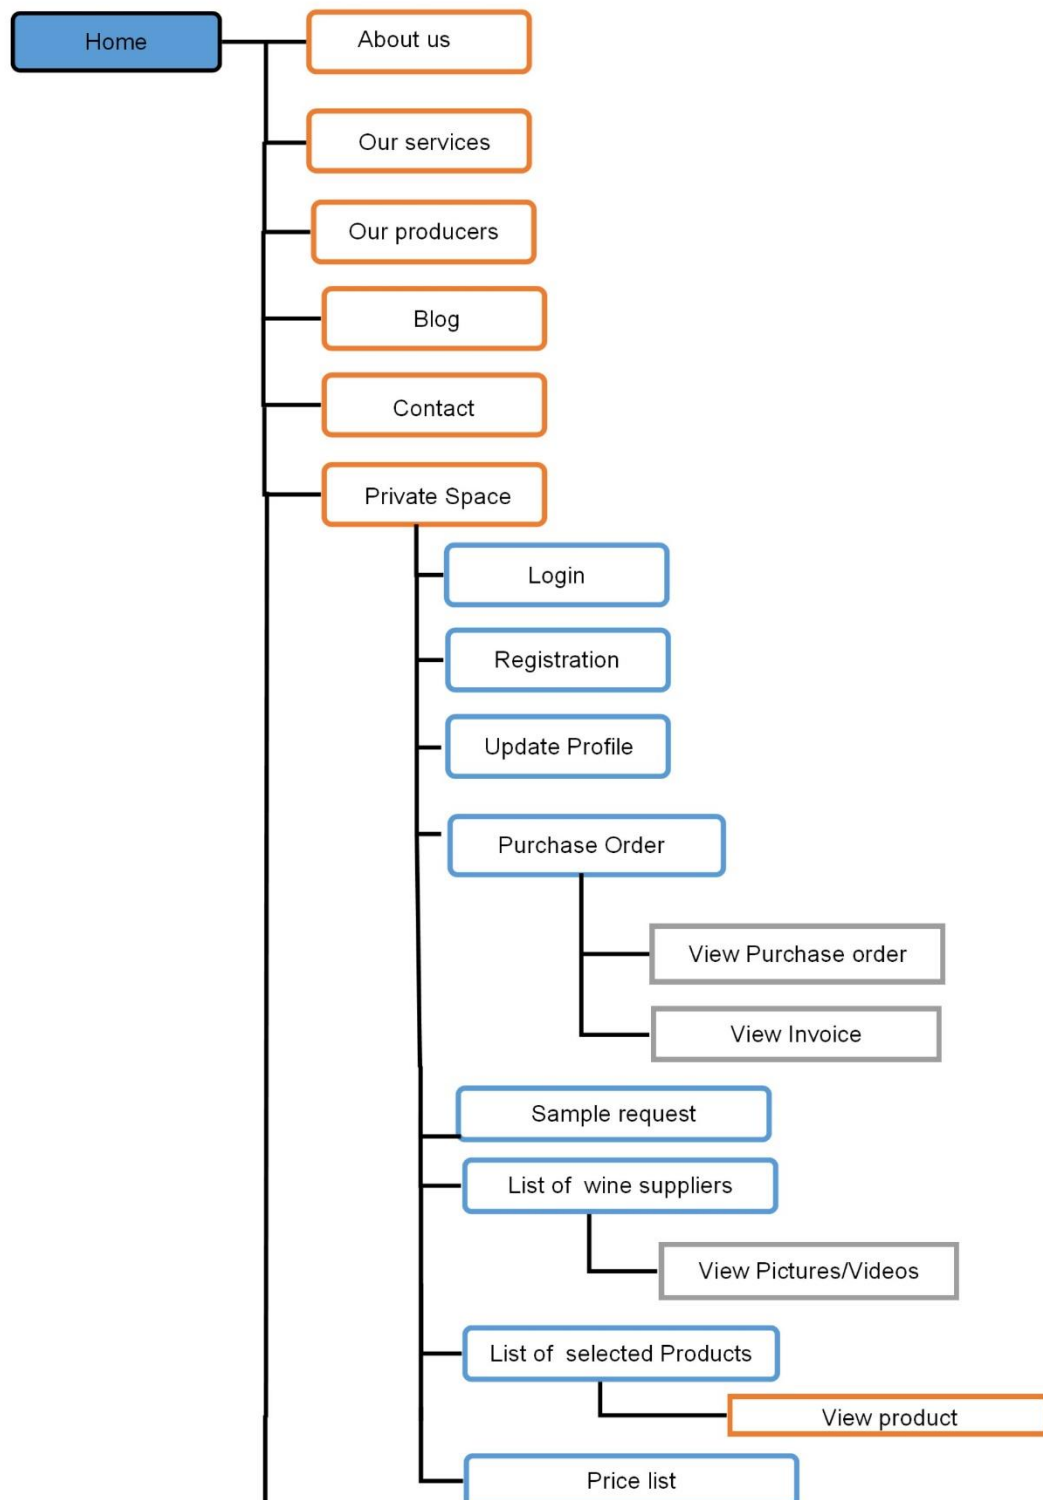 Home
About us
Our services
Our producers
Blog
Contact
Private Space
Login
Registration
Update Profile
Purchase Order
View Purchase order
View Invoice
Sample request
List of wine suppliers
View Pictures/Videos
List of selected Products
View product
Price list